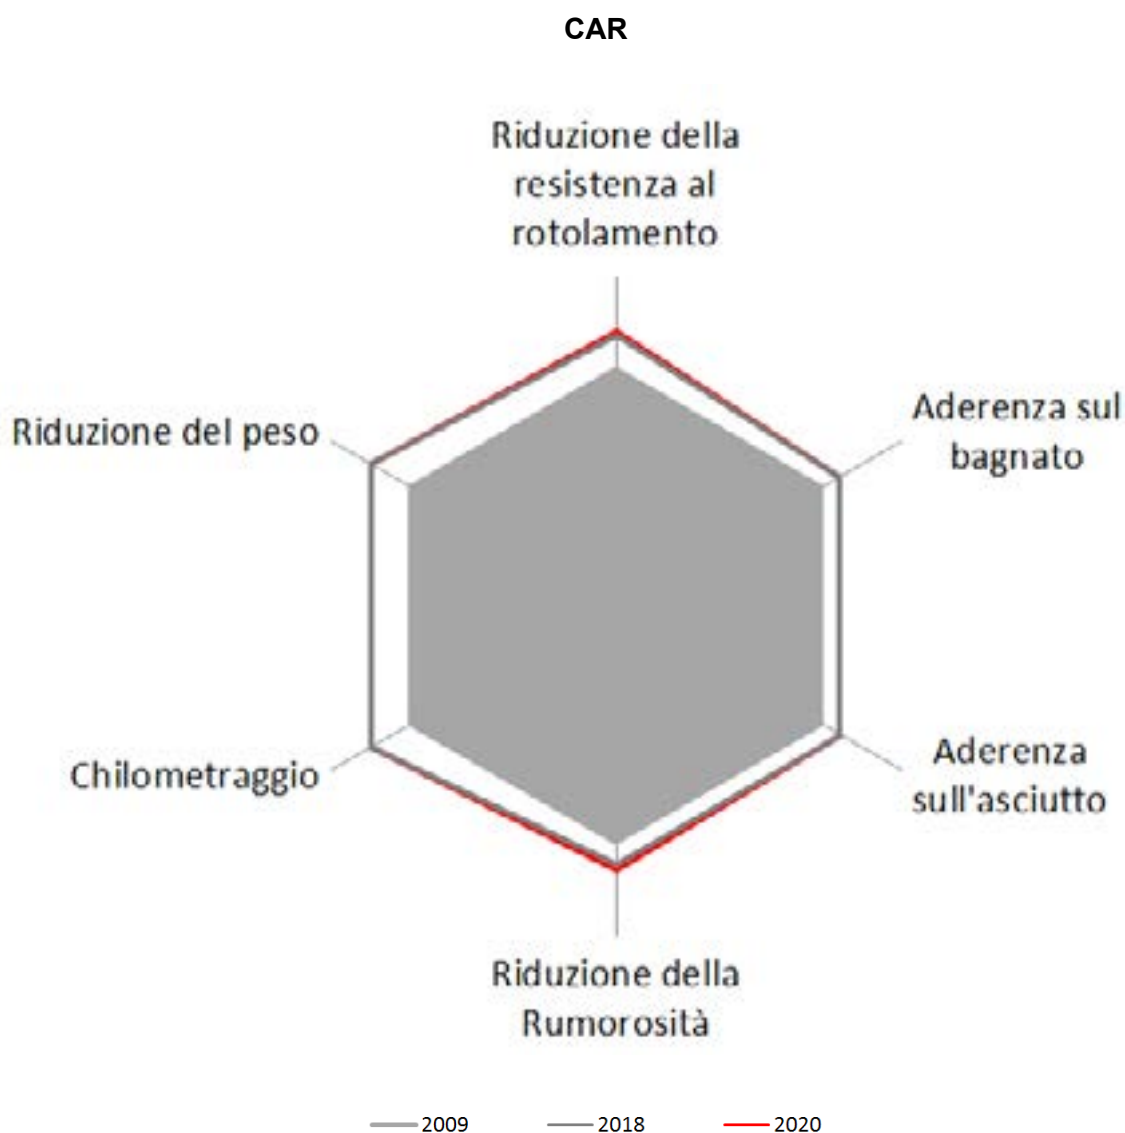 CAR
Riduzione della
resistenza al
rotolamento
Aderenza sul
bagnato
Riduzione del peso
Aderenza
sull'asciutto
Chilometraggio
Riduzione della
Rumorosità
2009
2018
2020